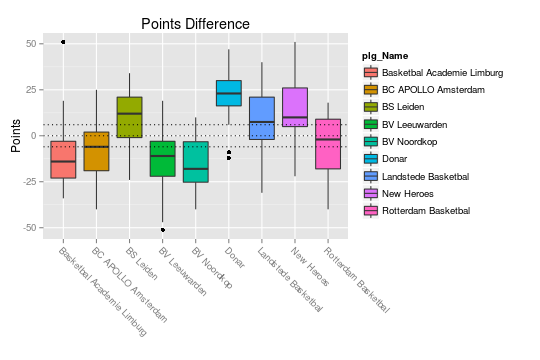 Points Difference
Points
50
25
0
-25
-50
Basketbal Academie Limburg
BC APOLLO Amsterdam
BS Leiden
BV Leeuwarden
BV Noordkop
Donar
Landstede Basketbal
New Heroes
Rotterdam Basketbal
plg_Name
Basketbal Academie Limburg
BC APOLLO Amsterdam
BS Leiden
BV Leeuwarden
BV Noordkop
Donar
Landstede Basketbal
New Heroes
Rotterdam Basketbal